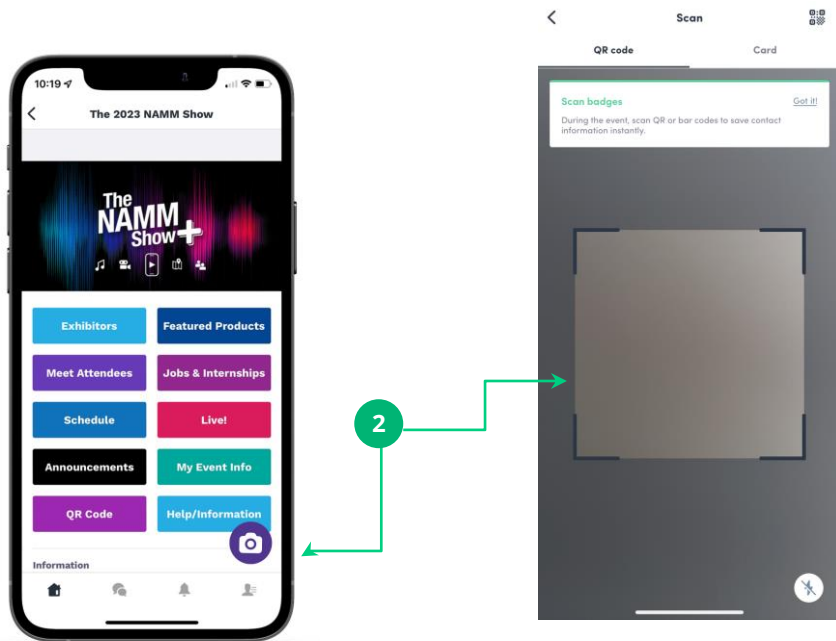 10:19
The 2023 NAMM Show
The
NAMM
Show+
Exhibitors
Featured Products
Meet Attendees
Jobs & Internships
Schedule
Live!
Announcements
My Event Info
QR Code
Help/Information
Information
2
Scan
QR code
Card
Scan badges
Got it!
During the event, scan QR or bar codes to save contact
information instantly.